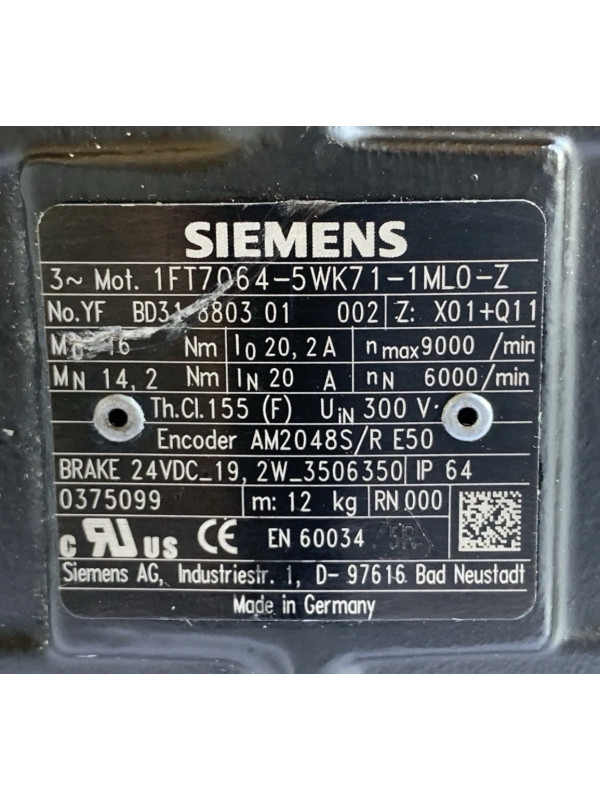 SIEMENS
3~ Mot. 1FT7064-5WK71-1ML0-Z
No.YF BD31 8803 01 002 Z: X01+Q11
M0 16 Nm I0 20,2 A nmax 9000 /min
MN 14,2 Nm IN 20 A nN 6000/min
Th.Cl.155 (F) UiN 300 V
Encoder AM2048S/R E50
BRAKE 24VDC_19,2W_3506350 IP 64
0375099 m: 12 kg RN 000
c RU US CE EN 60034
Siemens AG, Industriestr. 1, D- 97616 Bad Neustadt
Made in Germany